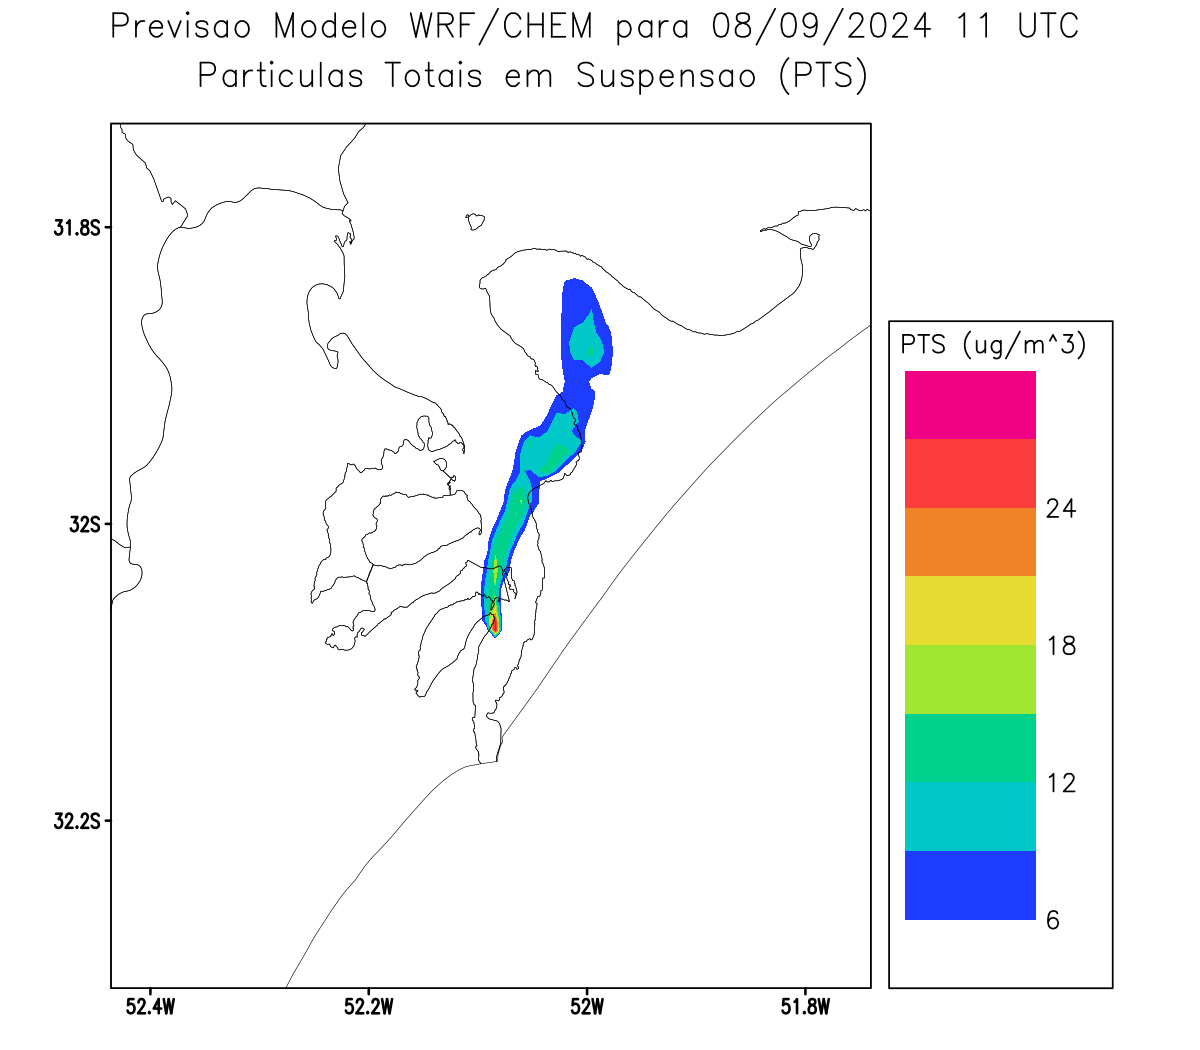 Previsao Modelo WRF/CHEM para 08/09/2024 11 UTC
Particulas Totais em Suspensao (PTS)
31.8S
32S
32.2S
52.4W
52.2W
52W
51.8W
PTS (ug/m^3)
24
18
12
6